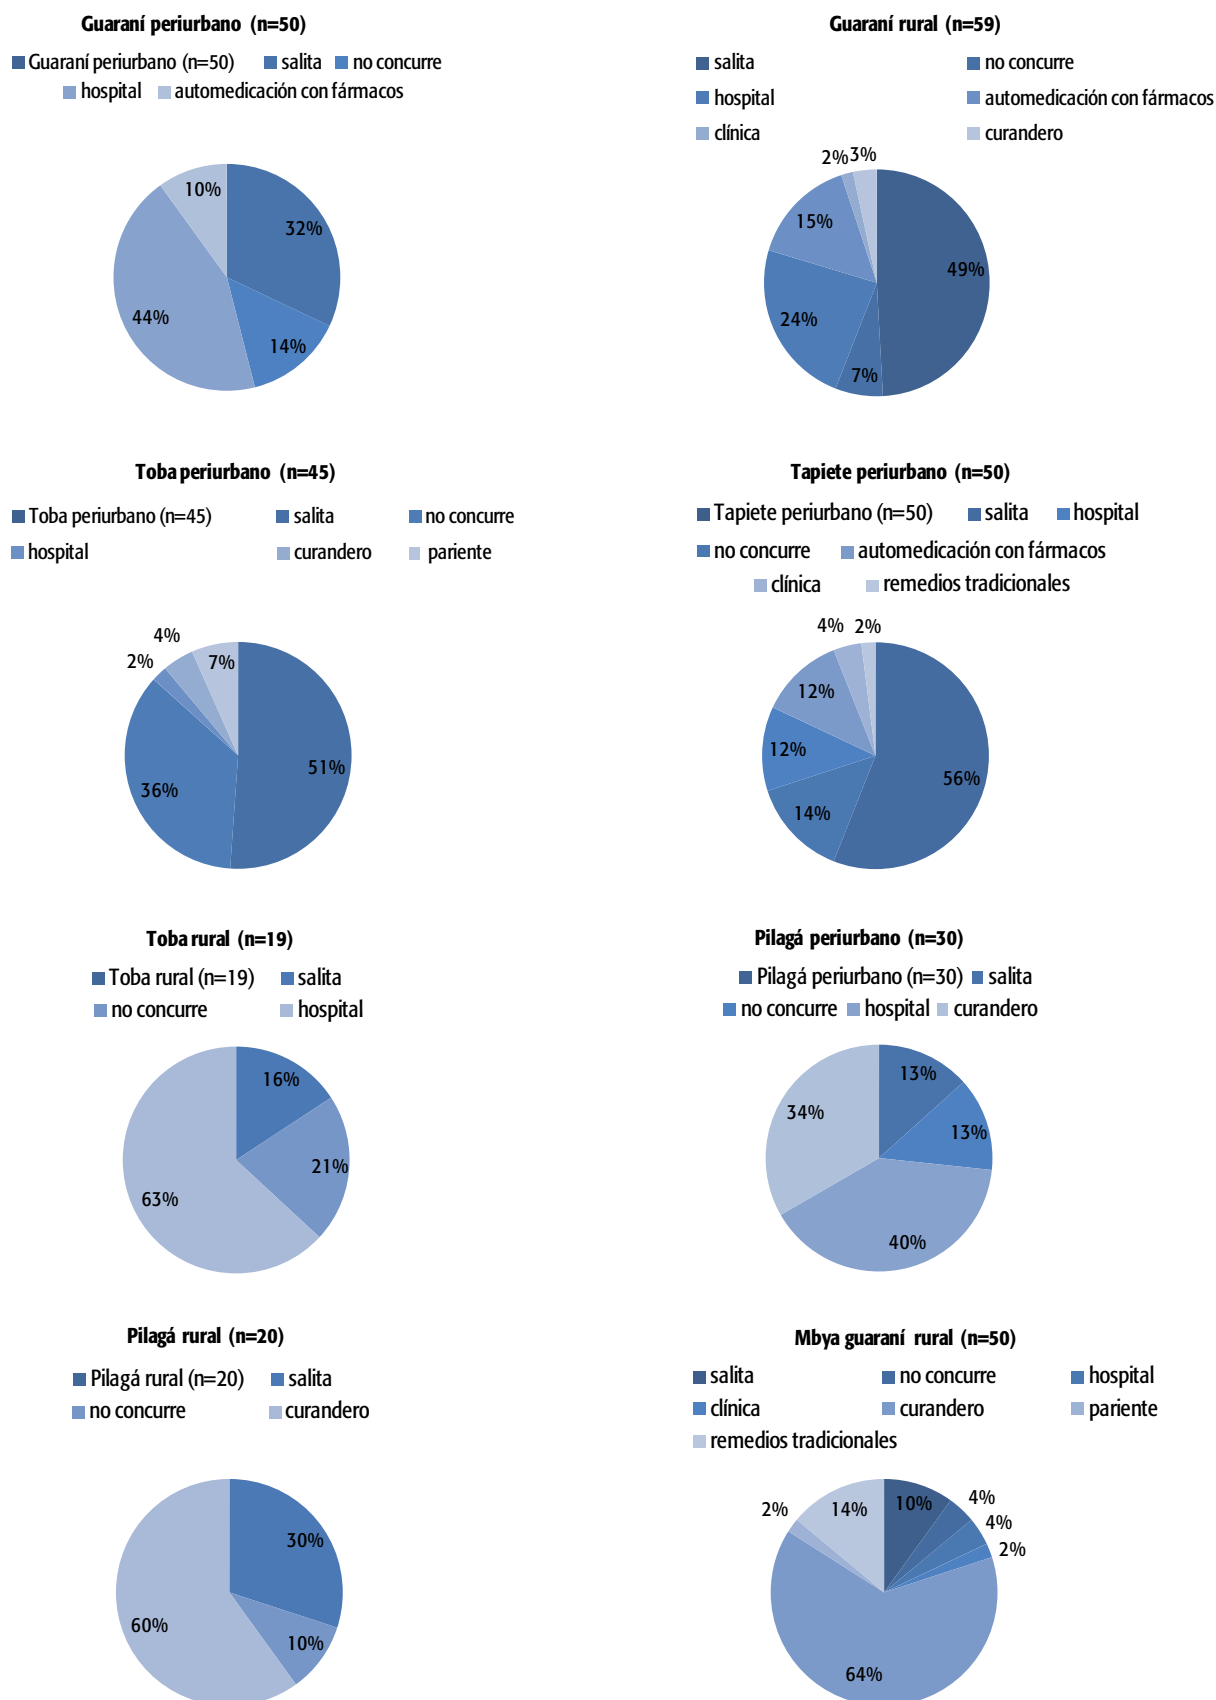 Guaraní periurbano (n=50)
Guaraní periurbano (n=50) salita no concurre
hospital automedicación con fármacos
10%
32%
44%
14%
Guaraní rural (n=59)
salita no concurre
hospital automedicación con fármacos
clínica curandero
2% 3%
15%
49%
24%
7%
Toba periurbano (n=45)
Toba periurbano (n=45) salita no concurre
hospital curandero pariente
4%
2% 7%
51%
36%
Tapiete periurbano (n=50)
Tapiete periurbano (n=50) salita hospital
no concurre automedicación con fármacos
clínica remedios tradicionales
4% 2%
12%
12%
56%
14%
Toba rural (n=19)
Toba rural (n=19) salita
no concurre hospital
16%
21%
63%
Pilagá periurbano (n=30)
Pilagá periurbano (n=30) salita
no concurre hospital curandero
13%
34%
13%
40%
Pilagá rural (n=20)
Pilagá rural (n=20) salita
no concurre curandero
30%
60%
10%
Mbya guaraní rural (n=50)
salita no concurre hospital
clínica curandero pariente
remedios tradicionales
2% 14% 10% 4%
4%
2%
64%